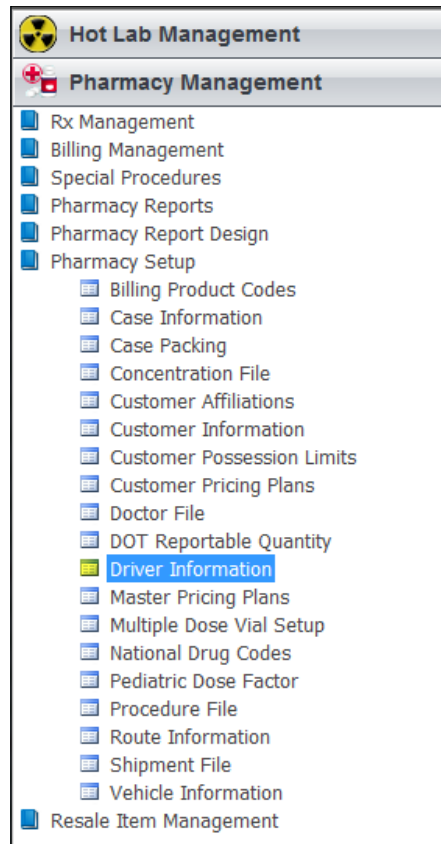 Hot Lab Management
Pharmacy Management
Rx Management
Billing Management
Special Procedures
Pharmacy Reports
Pharmacy Report Design
Pharmacy Setup
Billing Product Codes
Case Information
Case Packing
Concentration File
Customer Affiliations
Customer Information
Customer Possession Limits
Customer Pricing Plans
Doctor File
DOT Reportable Quantity
Driver Information
Master Pricing Plans
Multiple Dose Vial Setup
National Drug Codes
Pediatric Dose Factor
Procedure File
Route Information
Shipment File
Vehicle Information
Resale Item Management